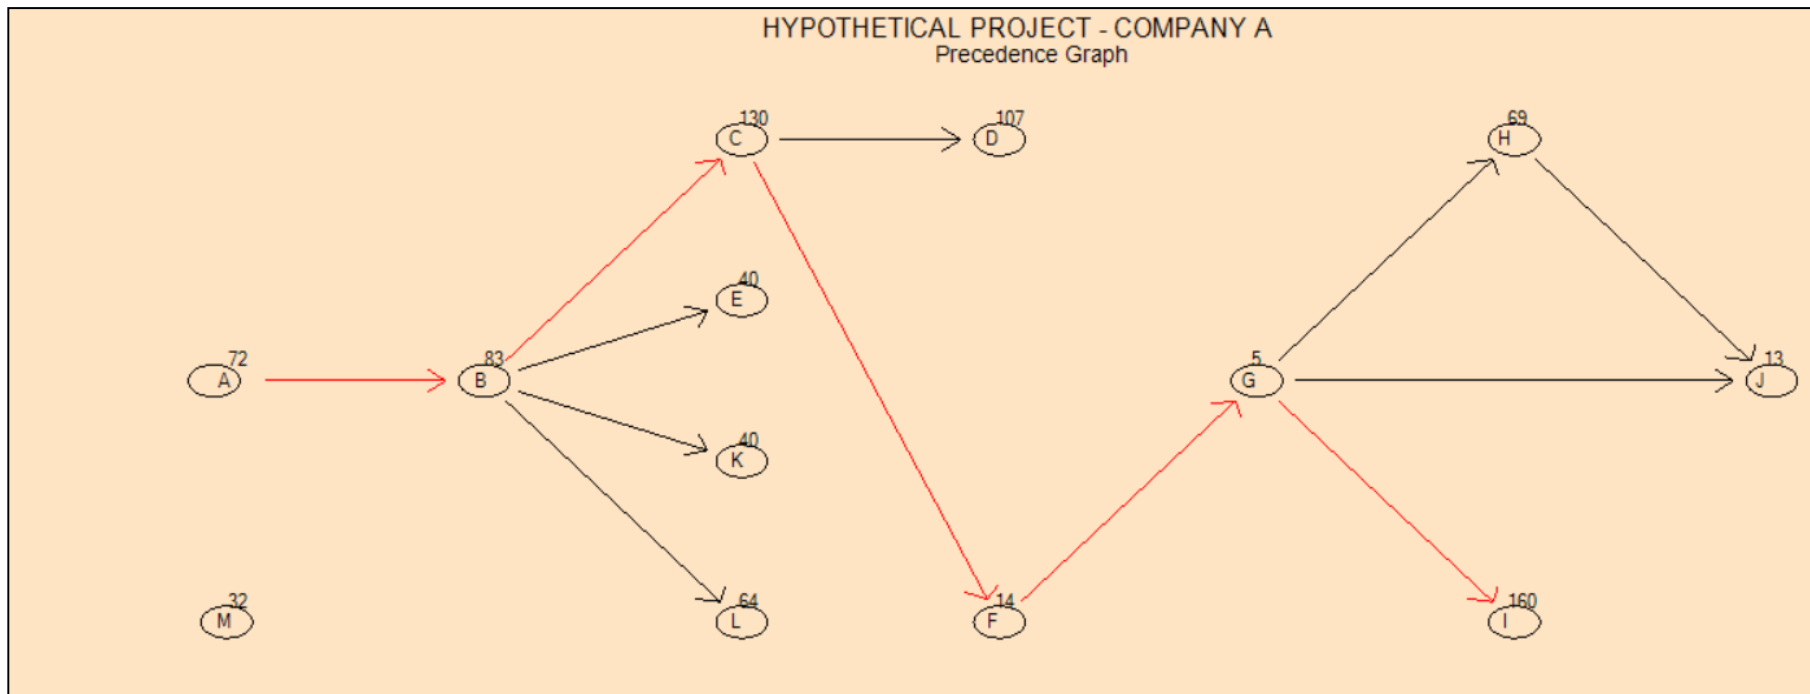 HYPOTHETICAL PROJECT - COMPANY A
Precedence Graph
130
C
107
D
69
H
40
E
72
A
83
B
5
G
13
J
40
K
32
M
64
L
14
F
160
I